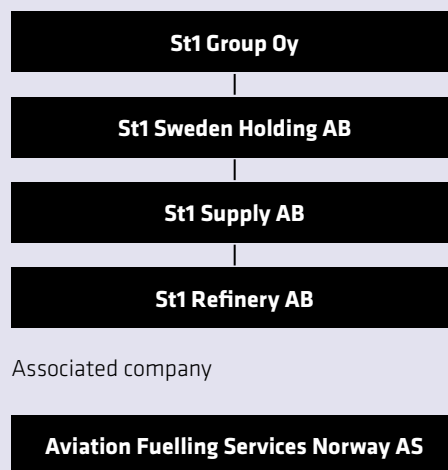 St1 Group Oy
St1 Sweden Holding AB
St1 Supply AB
St1 Refinery AB
Associated company
Aviation Fuelling Services Norway AS